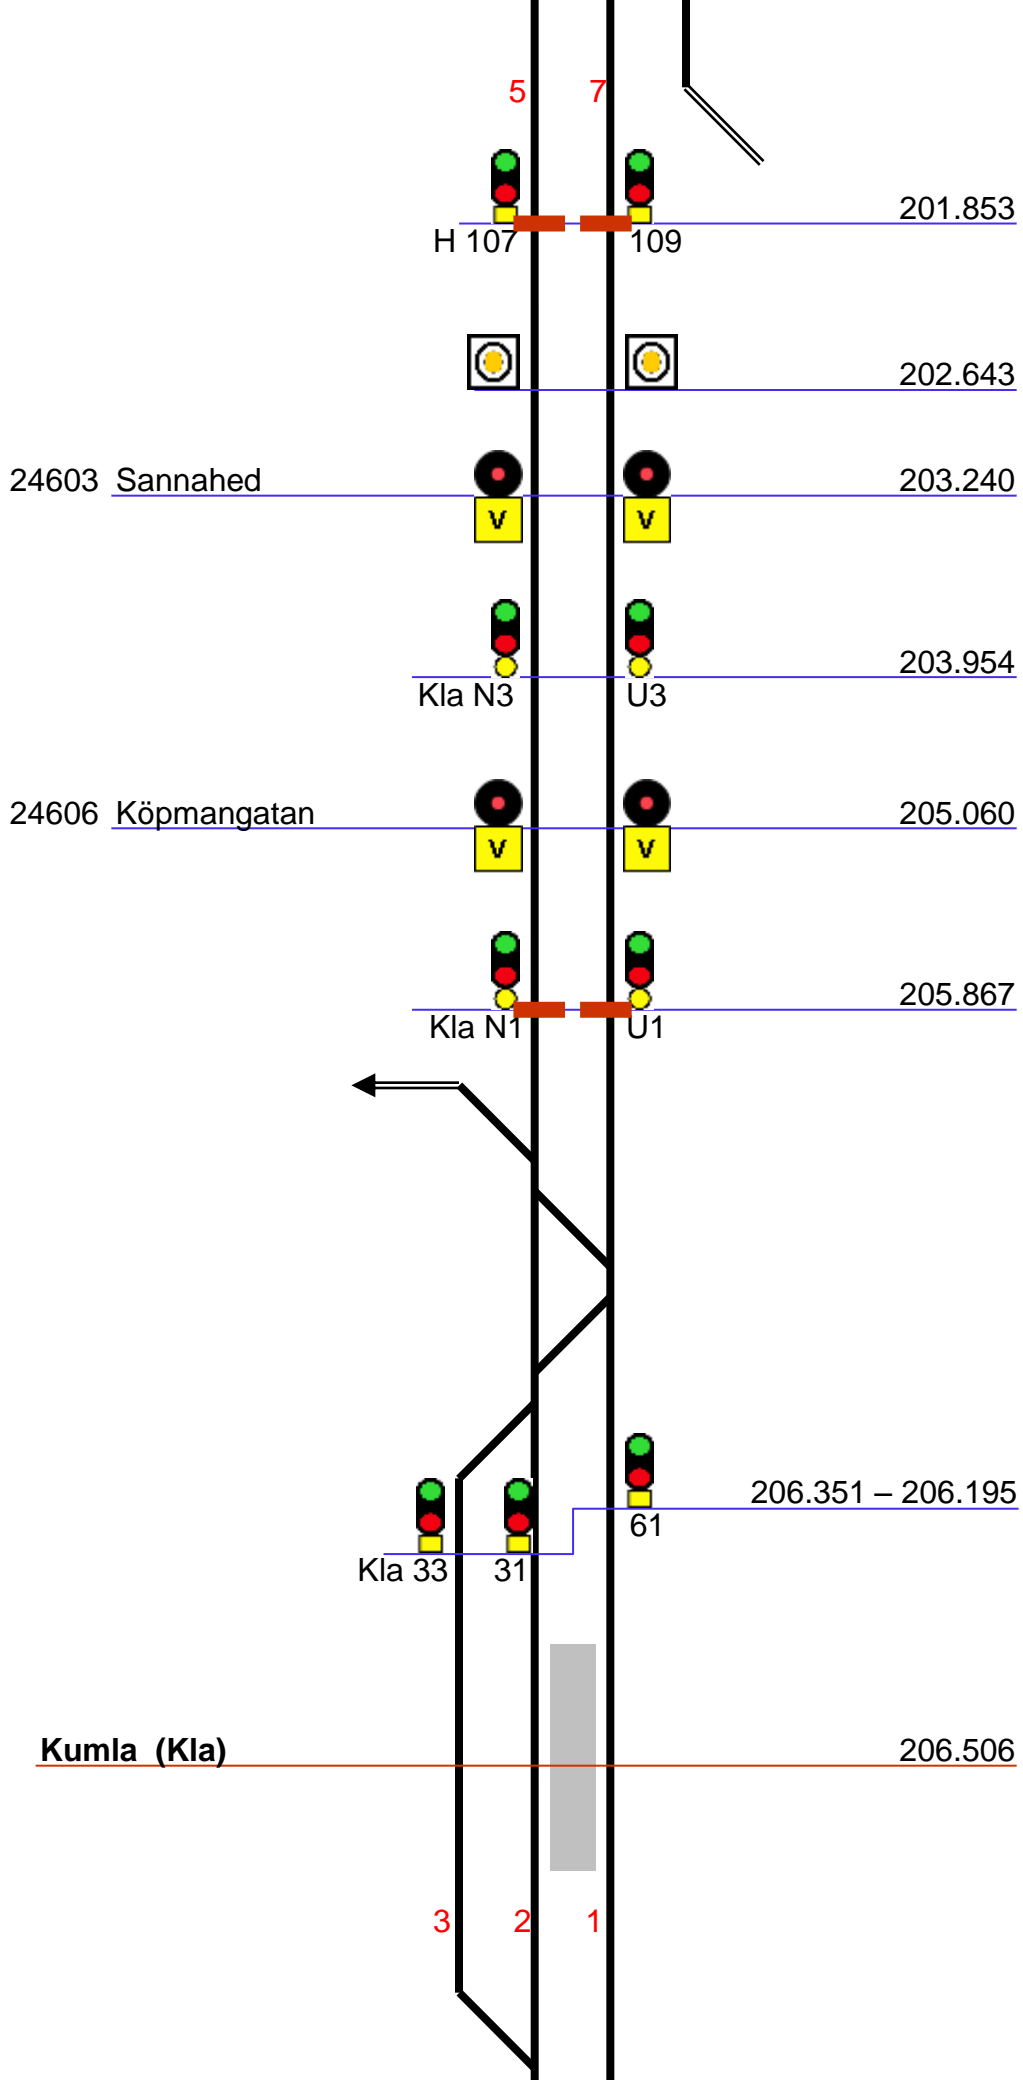 5 7
201.853
H 107 109
202.643
24603 Sannahed 203.240
V V
203.954
Kla N3 U3
24606 Köpmangatan 205.060
V V
205.867
Kla N1 U1
206.351 – 206.195
61
Kla 33 31
Kumla (Kla) 206.506
3 2 1